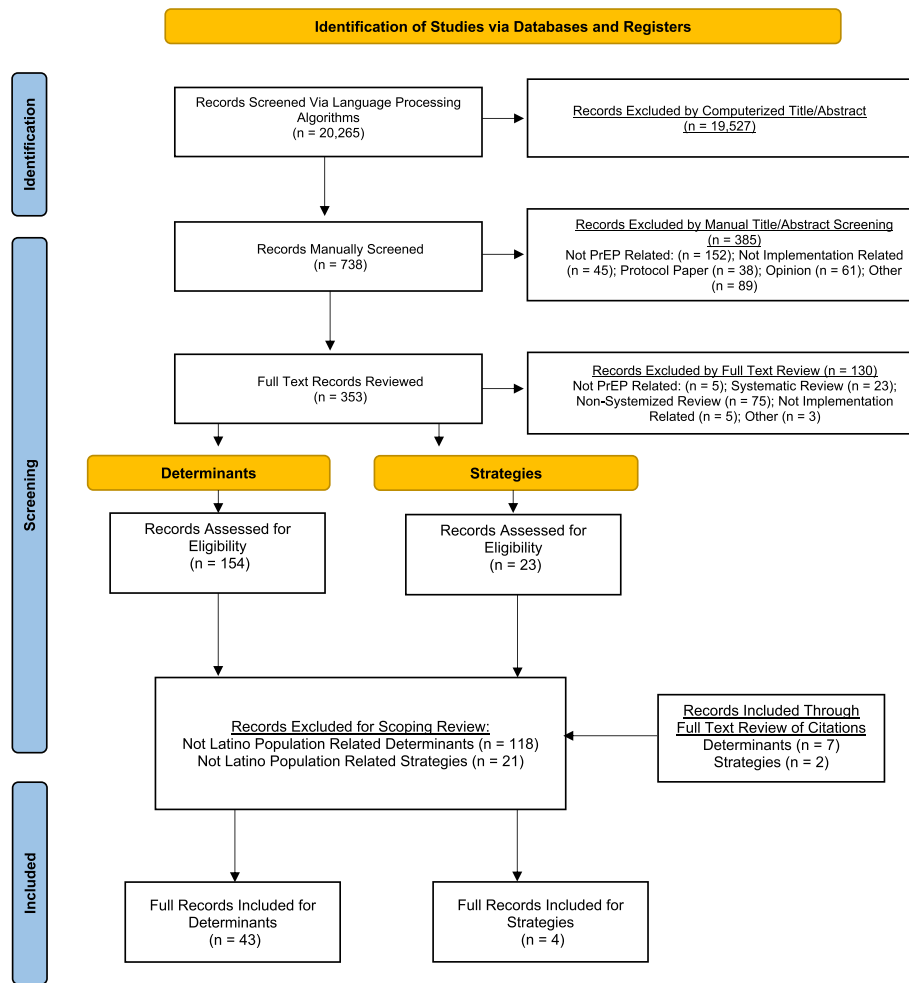 Identification of Studies via Databases and Registers
Identification
Records Screened Via Language Processing
Algorithms
(n = 20,265)
Records Excluded by Computerized Title/Abstract
(n = 19,527)
Screening
Records Manually Screened
(n = 738)
Records Excluded by Manual Title/Abstract Screening
(n = 385)
Not PrEP Related: (n = 152); Not Implementation Related
(n = 45); Protocol Paper (n = 38); Opinion (n = 61); Other
(n = 89)
Full Text Records Reviewed
(n = 353)
Records Excluded by Full Text Review (n = 130)
Not PrEP Related: (n = 5); Systematic Review (n = 23);
Non-Systemized Review (n = 75); Not Implementation
Related (n = 5); Other (n = 3)
Determinants
Strategies
Records Assessed for
Eligibility
(n = 154)
Records Assessed for
Eligibility
(n = 23)
Records Excluded for Scoping Review:
Not Latino Population Related Determinants (n = 118)
Not Latino Population Related Strategies (n = 21)
Records Included Through
Full Text Review of Citations
Determinants (n = 7)
Strategies (n = 2)
Included
Full Records Included for
Determinants
(n = 43)
Full Records Included for
Strategies
(n = 4)